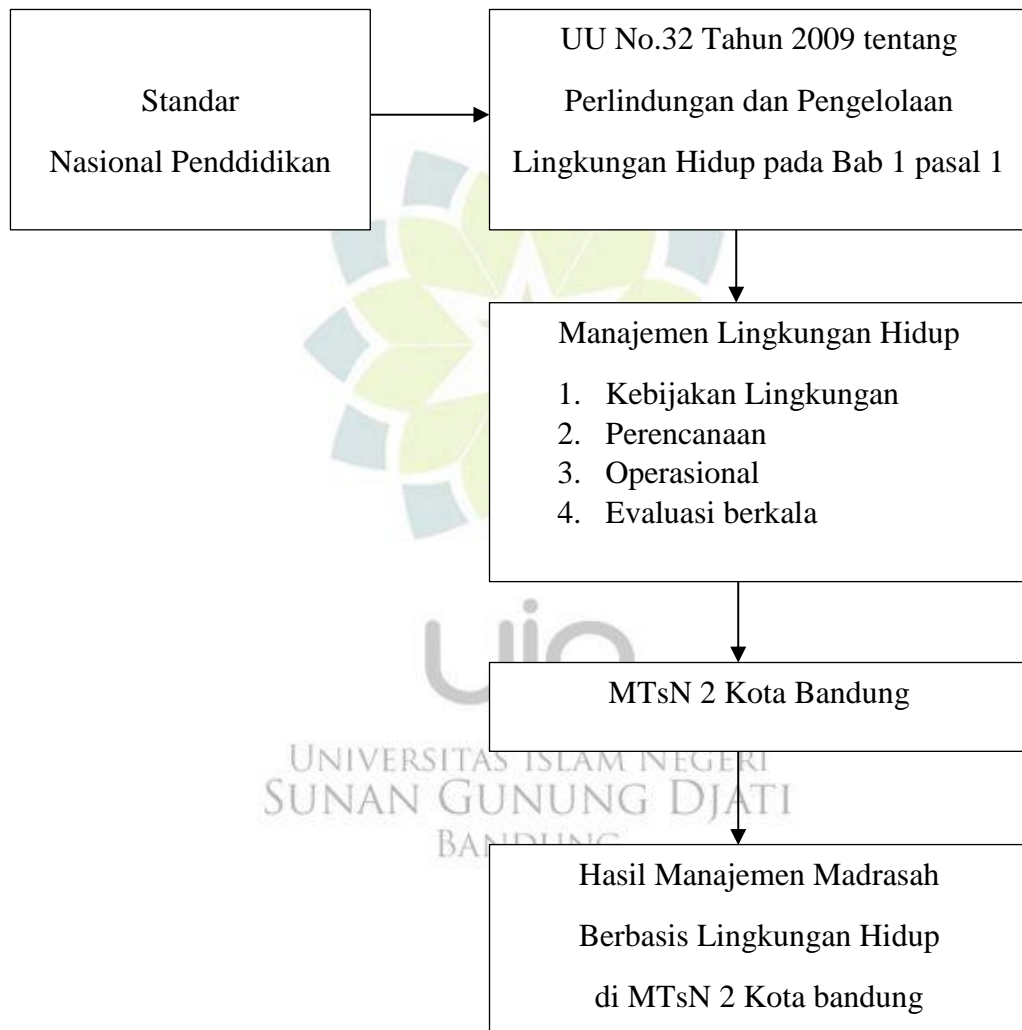 Standar
Nasional Penddidikan
UU No.32 Tahun 2009 tentang
Perlindungan dan Pengelolaan
Lingkungan Hidup pada Bab 1 pasal 1
Manajemen Lingkungan Hidup
1. Kebijakan Lingkungan
2. Perencanaan
3. Operasional
4. Evaluasi berkala
uin
MTsN 2 Kota Bandung
UNIVERSITAS ISLAM NEGERI
SUNAN GUNUNG DJATI
BANDUNG
Hasil Manajemen Madrasah
Berbasis Lingkungan Hidup
di MTsN 2 Kota bandung